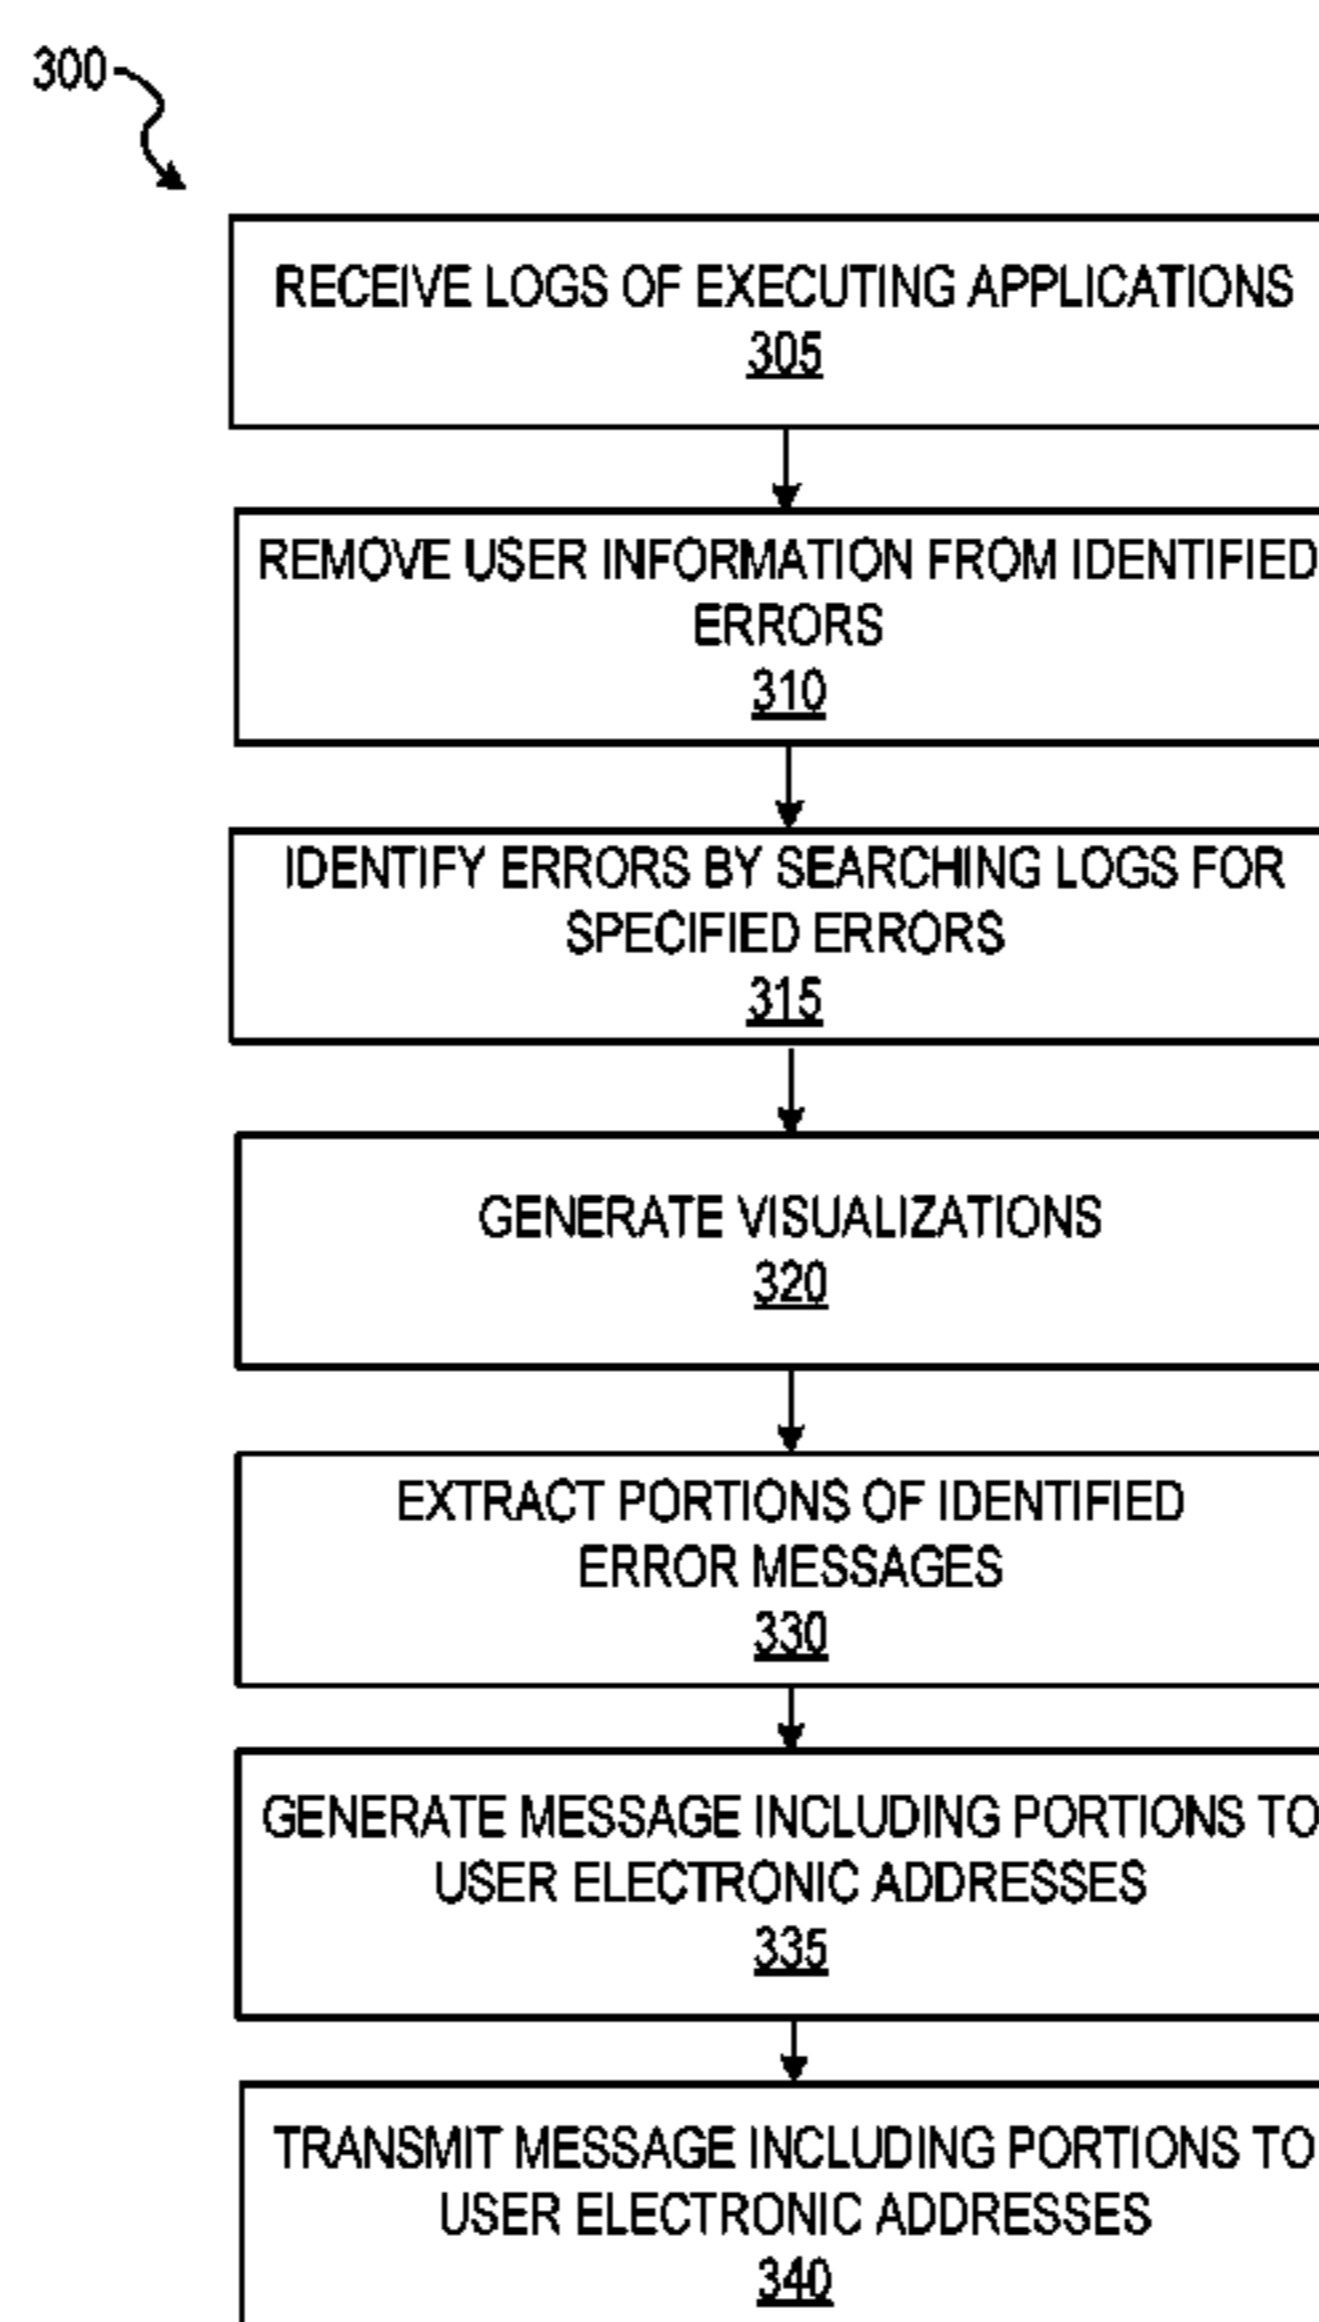 300
RECEIVE LOGS OF EXECUTING APPLICATIONS
305
REMOVE USER INFORMATION FROM IDENTIFIED
ERRORS
310
IDENTIFY ERRORS BY SEARCHING LOGS FOR
SPECIFIED ERRORS
315
GENERATE VISUALIZATIONS
320
EXTRACT PORTIONS OF IDENTIFIED
ERROR MESSAGES
330
GENERATE MESSAGE INCLUDING PORTIONS TO
USER ELECTRONIC ADDRESSES
335
TRANSMIT MESSAGE INCLUDING PORTIONS TO
USER ELECTRONIC ADDRESSES
340